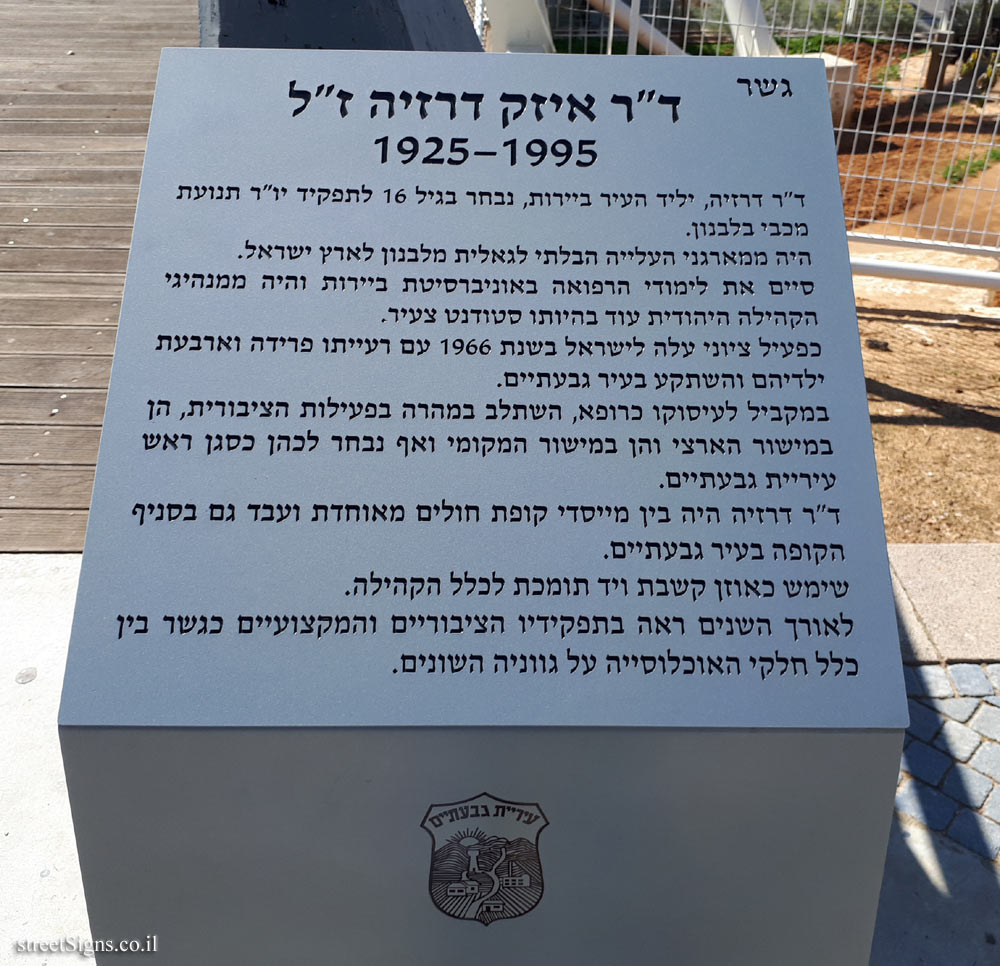 גשר
ד"ר איזק דרזיה ז"ל
1925–1995
ד"ר דרזיה, יליד העיר ביירות, נבחר בגיל 16 לתפקיד יו"ר תנועת
מכבי בלבנון.
היה ממארגני העלייה הבלתי לגאלית מלבנון לארץ ישראל.
סיים את לימודי הרפואה באוניברסיטת ביירות והיה ממנהיגי
הקהילה היהודית עוד בהיותו סטודנט צעיר.
כפעיל ציוני עלה לישראל בשנת 1966 עם רעייתו פרידה וארבעת
ילדיהם והשתקע בעיר גבעתיים.
במקביל לעיסוקו כרופא, השתלב במהרה בפעילות הציבורית, הן
במישור הארצי והן במישור המקומי ואף נבחר לכהן כסגן ראש
עיריית גבעתיים.
ד"ר דרזיה היה בין מייסדי קופת חולים מאוחדת ועבד גם בסניף
הקופה בעיר גבעתיים.
שימש כאוזן קשבת ויד תומכת לכלל הקהילה.
לאורך השנים ראה בתפקידיו הציבוריים והמקצועיים כגשר בין
כלל חלקי האוכלוסייה על גווניה השונים.
עיריית גבעתיים
streetSigns.co.il